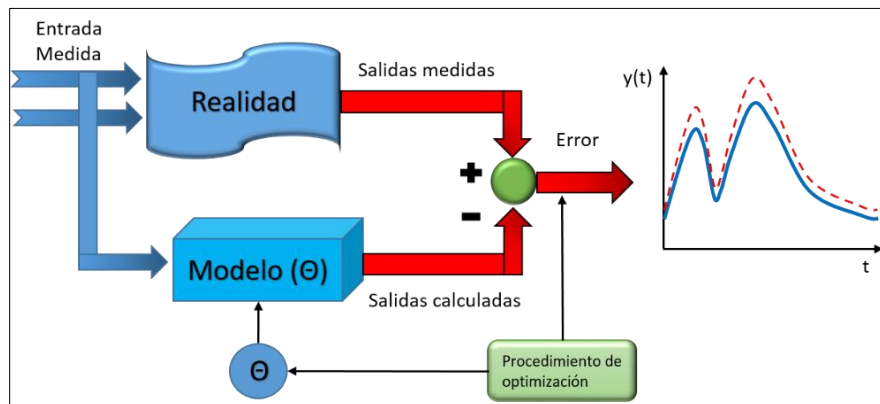 Entrada
Medida
Realidad
Salidas medidas
y(t)
Error
+
-
Modelo (Θ)
Salidas calculadas
t
Θ
Procedimiento de
optimización